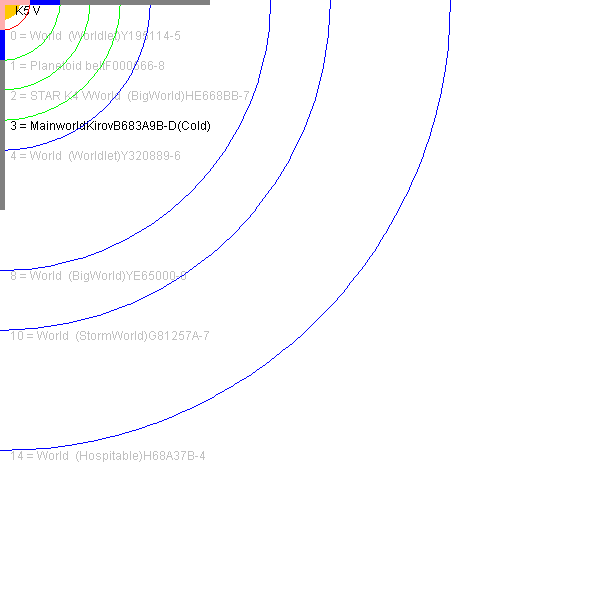 K5 V
0 = World (Worldlet)Y195114-5
1 = Planetoid beltF000566-8
2 = STAR K4 VWorld (BigWorld)HE668BB-7
3 = MainworldKirovB683A9B-D(Cold)
4 = World (Worldlet)Y320889-6
8 = World (BigWorld)YE65000-0
10 = World (StormWorld)G81257A-7
14 = World (Hospitable)H68A37B-4